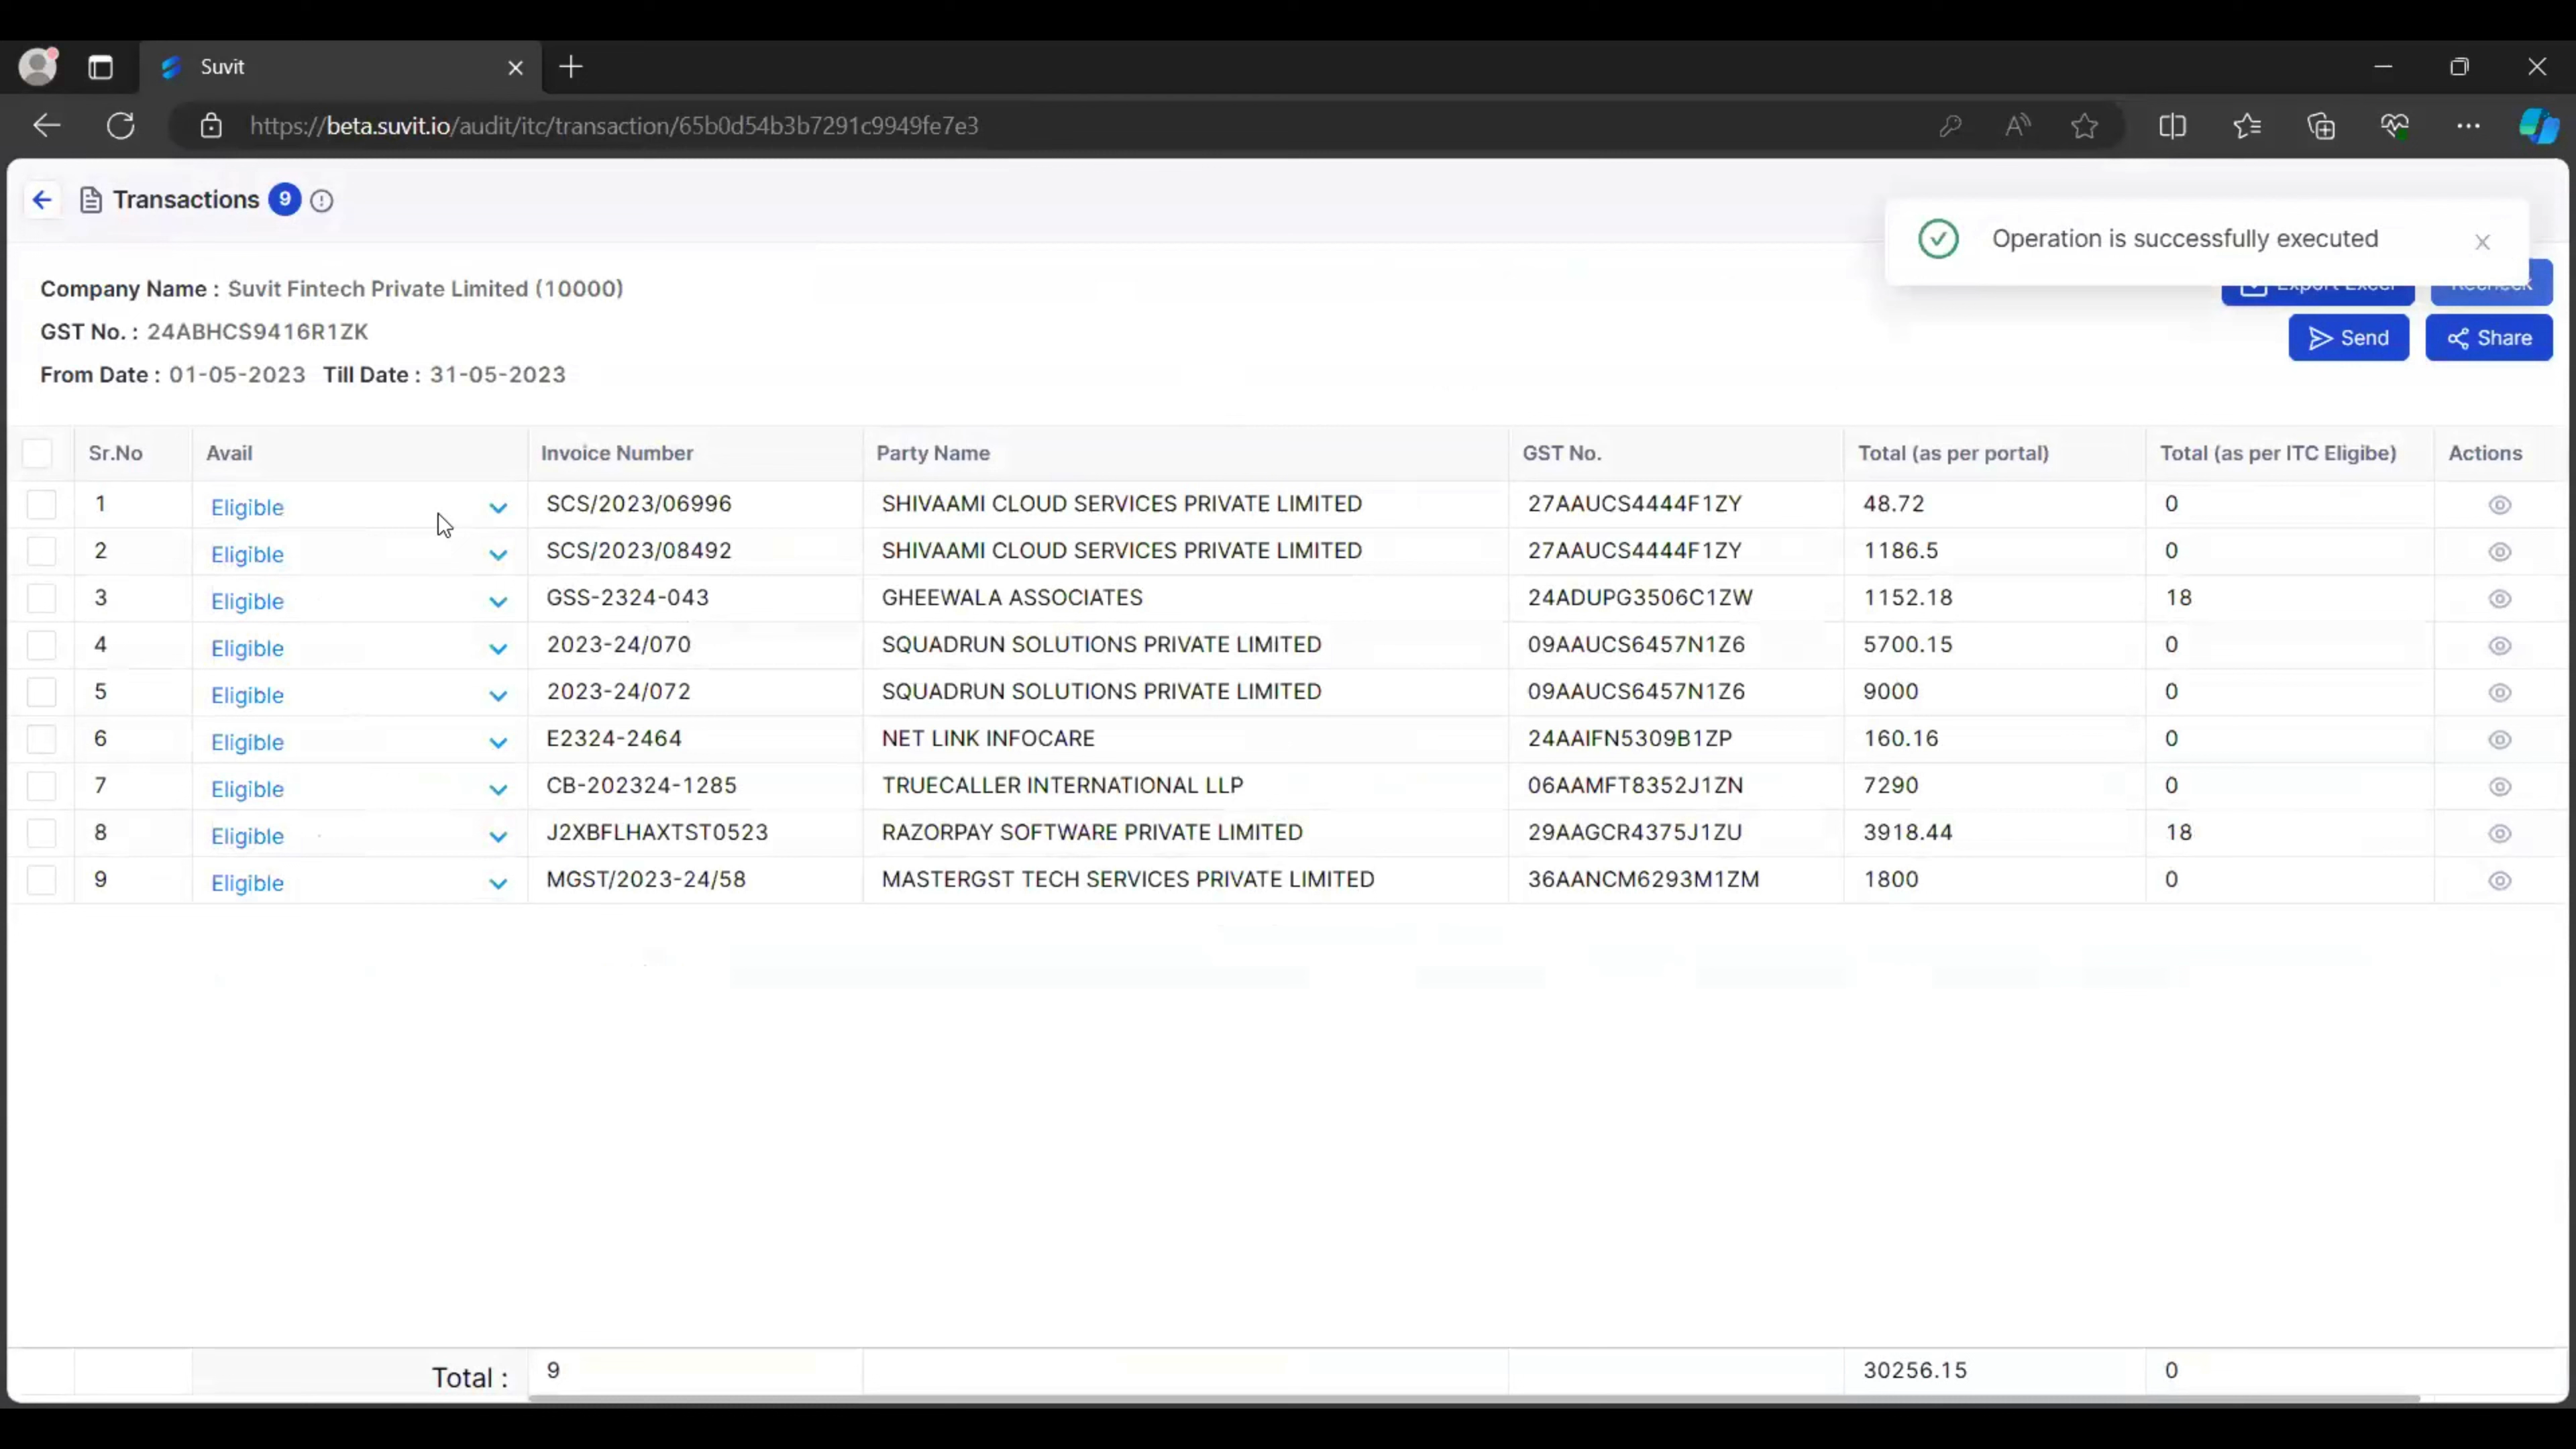 Suvit
https://beta.suvit.io/audit/itc/transaction/65b0d54b3b7291c9949fe7e3
Transactions 9
Operation is successfully executed
Company Name : Suvit Fintech Private Limited (10000)
Export Excel Recheck
GST No. : 24ABHCS9416R1ZK
Send Share
From Date : 01-05-2023 Till Date : 31-05-2023
Sr.No Avail Invoice Number Party Name GST No. Total (as per portal) Total (as per ITC Eligibe) Actions
1 Eligible SCS/2023/06996 SHIVAAMI CLOUD SERVICES PRIVATE LIMITED 27AAUCS4444F1ZY 48.72 0
2 Eligible SCS/2023/08492 SHIVAAMI CLOUD SERVICES PRIVATE LIMITED 27AAUCS4444F1ZY 1186.5 0
3 Eligible GSS-2324-043 GHEEWALA ASSOCIATES 24ADUPG3506C1ZW 1152.18 18
4 Eligible 2023-24/070 SQUADRUN SOLUTIONS PRIVATE LIMITED 09AAUCS6457N1Z6 5700.15 0
5 Eligible 2023-24/072 SQUADRUN SOLUTIONS PRIVATE LIMITED 09AAUCS6457N1Z6 9000 0
6 Eligible E2324-2464 NET LINK INFOCARE 24AAIFN5309B1ZP 160.16 0
7 Eligible CB-202324-1285 TRUECALLER INTERNATIONAL LLP 06AAMFT8352J1ZN 7290 0
8 Eligible J2XBFLHAXTST0523 RAZORPAY SOFTWARE PRIVATE LIMITED 29AAGCR4375J1ZU 3918.44 18
9 Eligible MGST/2023-24/58 MASTERGST TECH SERVICES PRIVATE LIMITED 36AANCM6293M1ZM 1800 0
Total : 9 30256.15 0